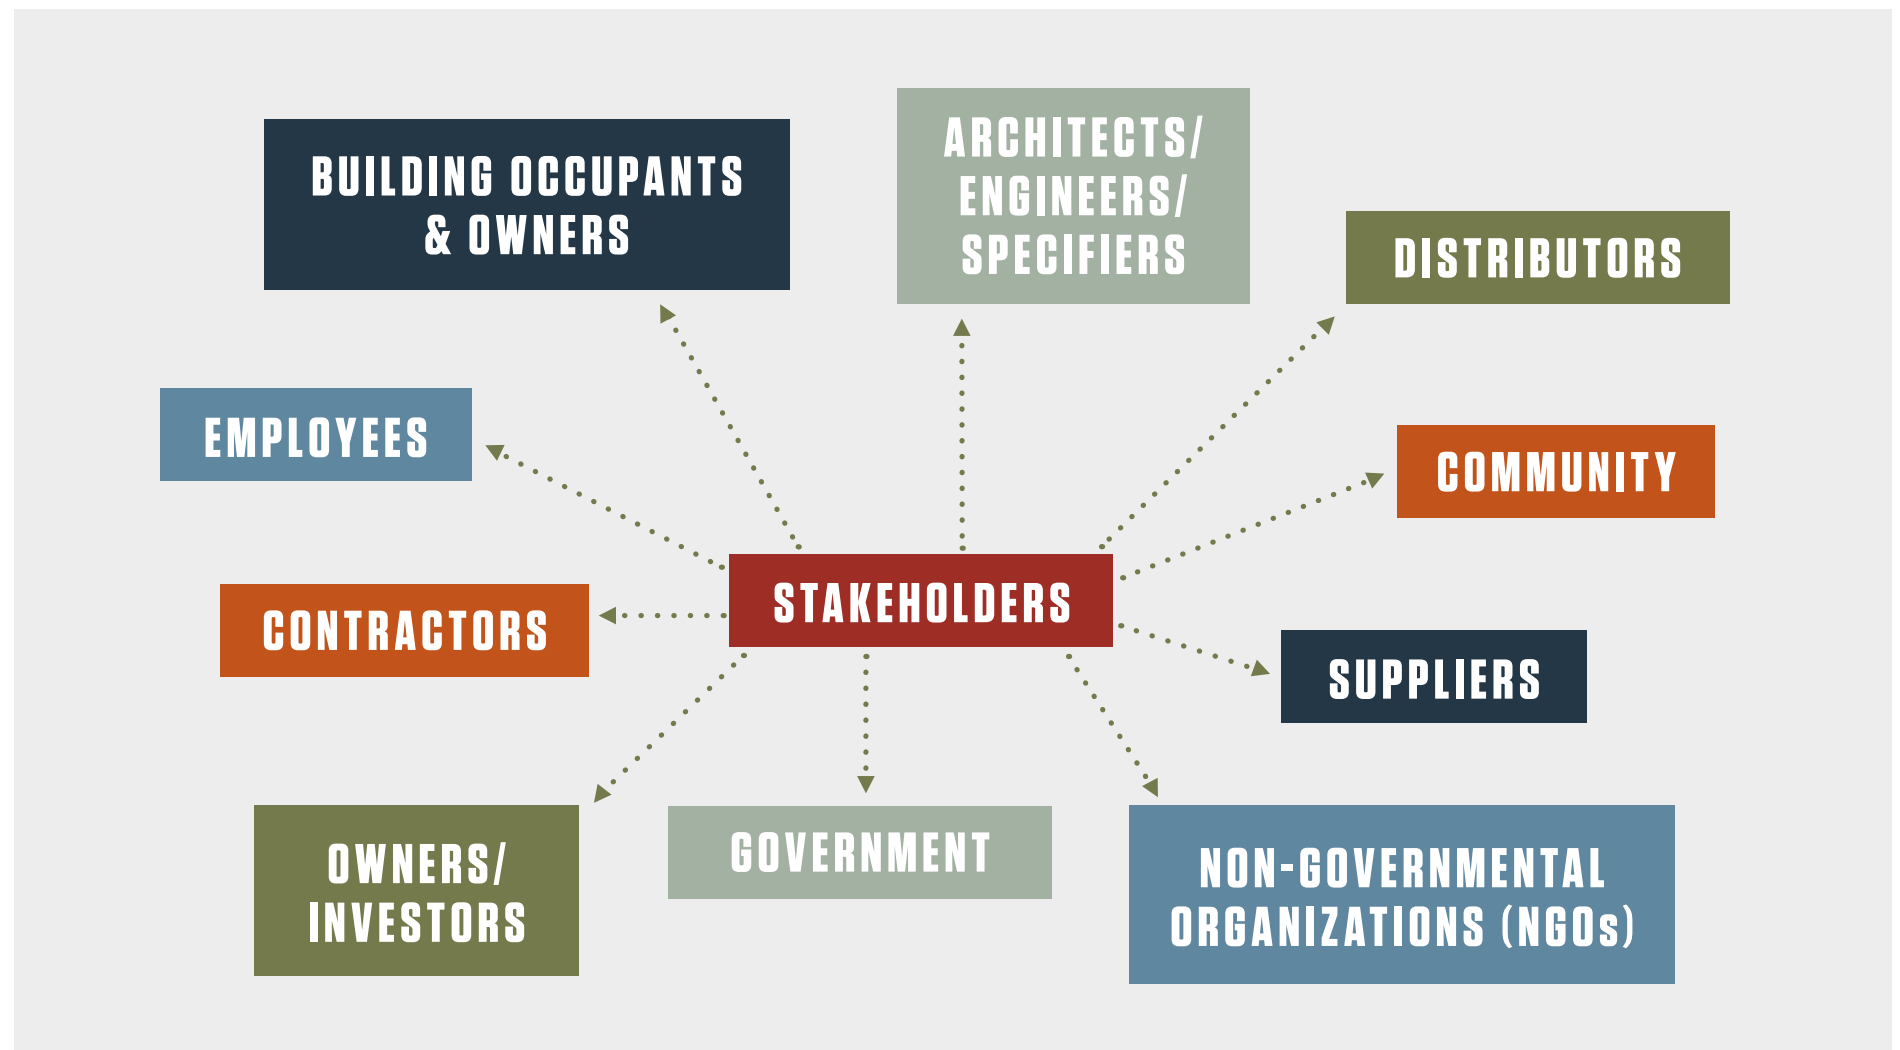 BUILDING OCCUPANTS
& OWNERS
ARCHITECTS/
ENGINEERS/
SPECIFIERS
DISTRIBUTORS
EMPLOYEES
COMMUNITY
STAKEHOLDERS
CONTRACTORS
SUPPLIERS
OWNERS/
INVESTORS
GOVERNMENT
NON-GOVERNMENTAL
ORGANIZATIONS (NGOs)